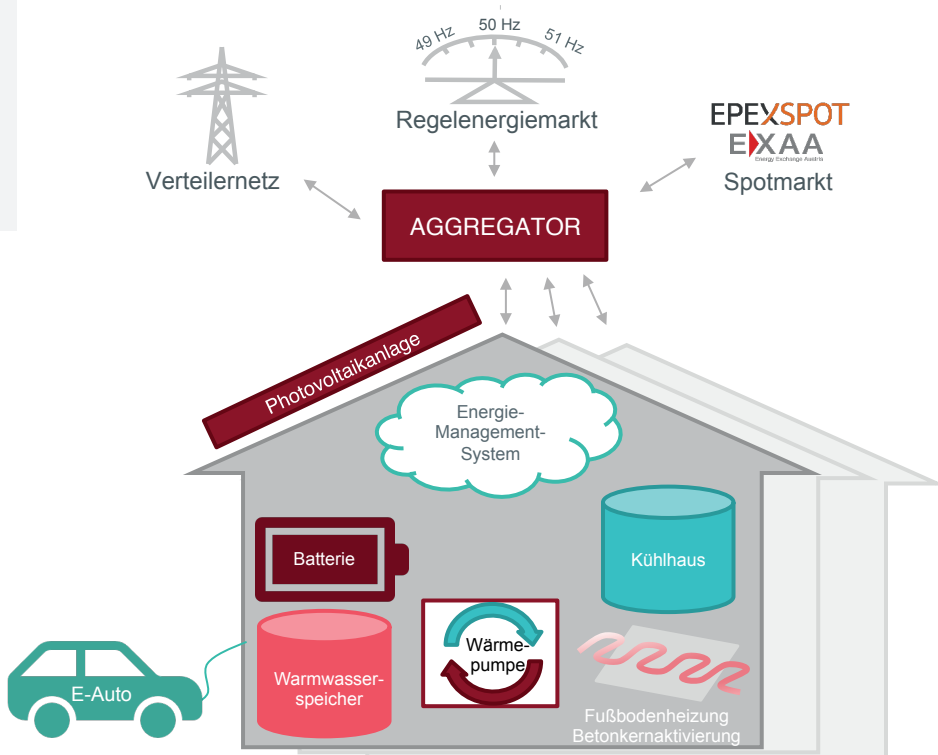 49 Hz
50 Hz
51 Hz
Regelenergiemarkt
Verteilernetz
EPEXSPOT
EXAA
Energy Exchange Austria
Spotmarkt
AGGREGATOR
Photovoltaikanlage
Energie-
Management-
System
Batterie
Kühlhaus
Wärme-
pumpe
Warmwasser-
speicher
E-Auto
Fußbodenheizung
Betonkernaktivierung